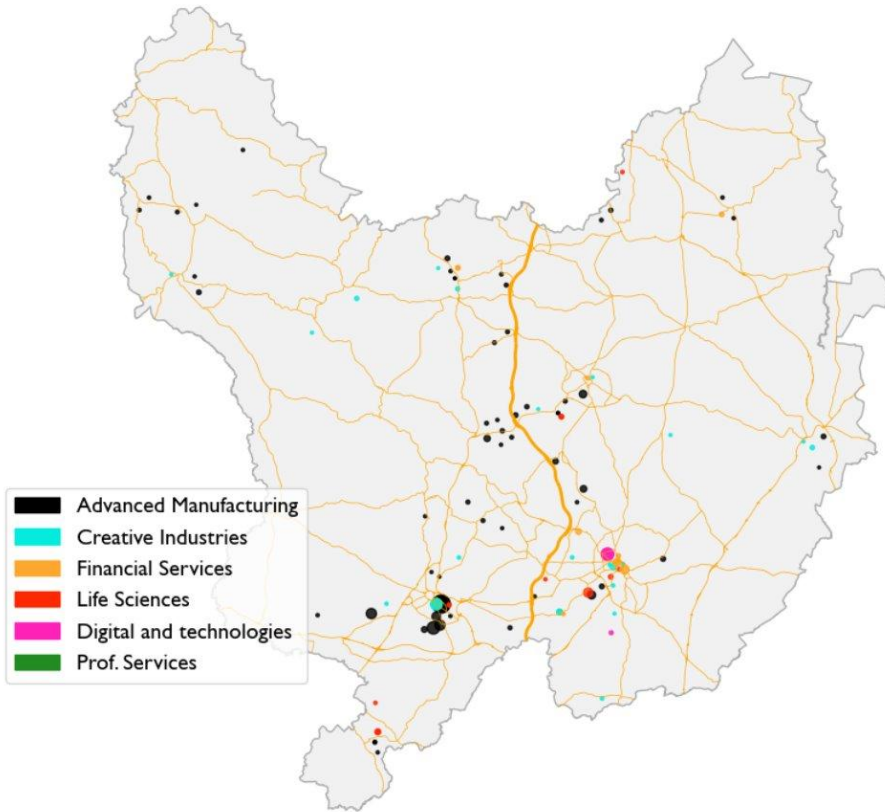 Advanced Manufacturing
Creative Industries
Financial Services
Life Sciences
Digital and technologies
Prof. Services